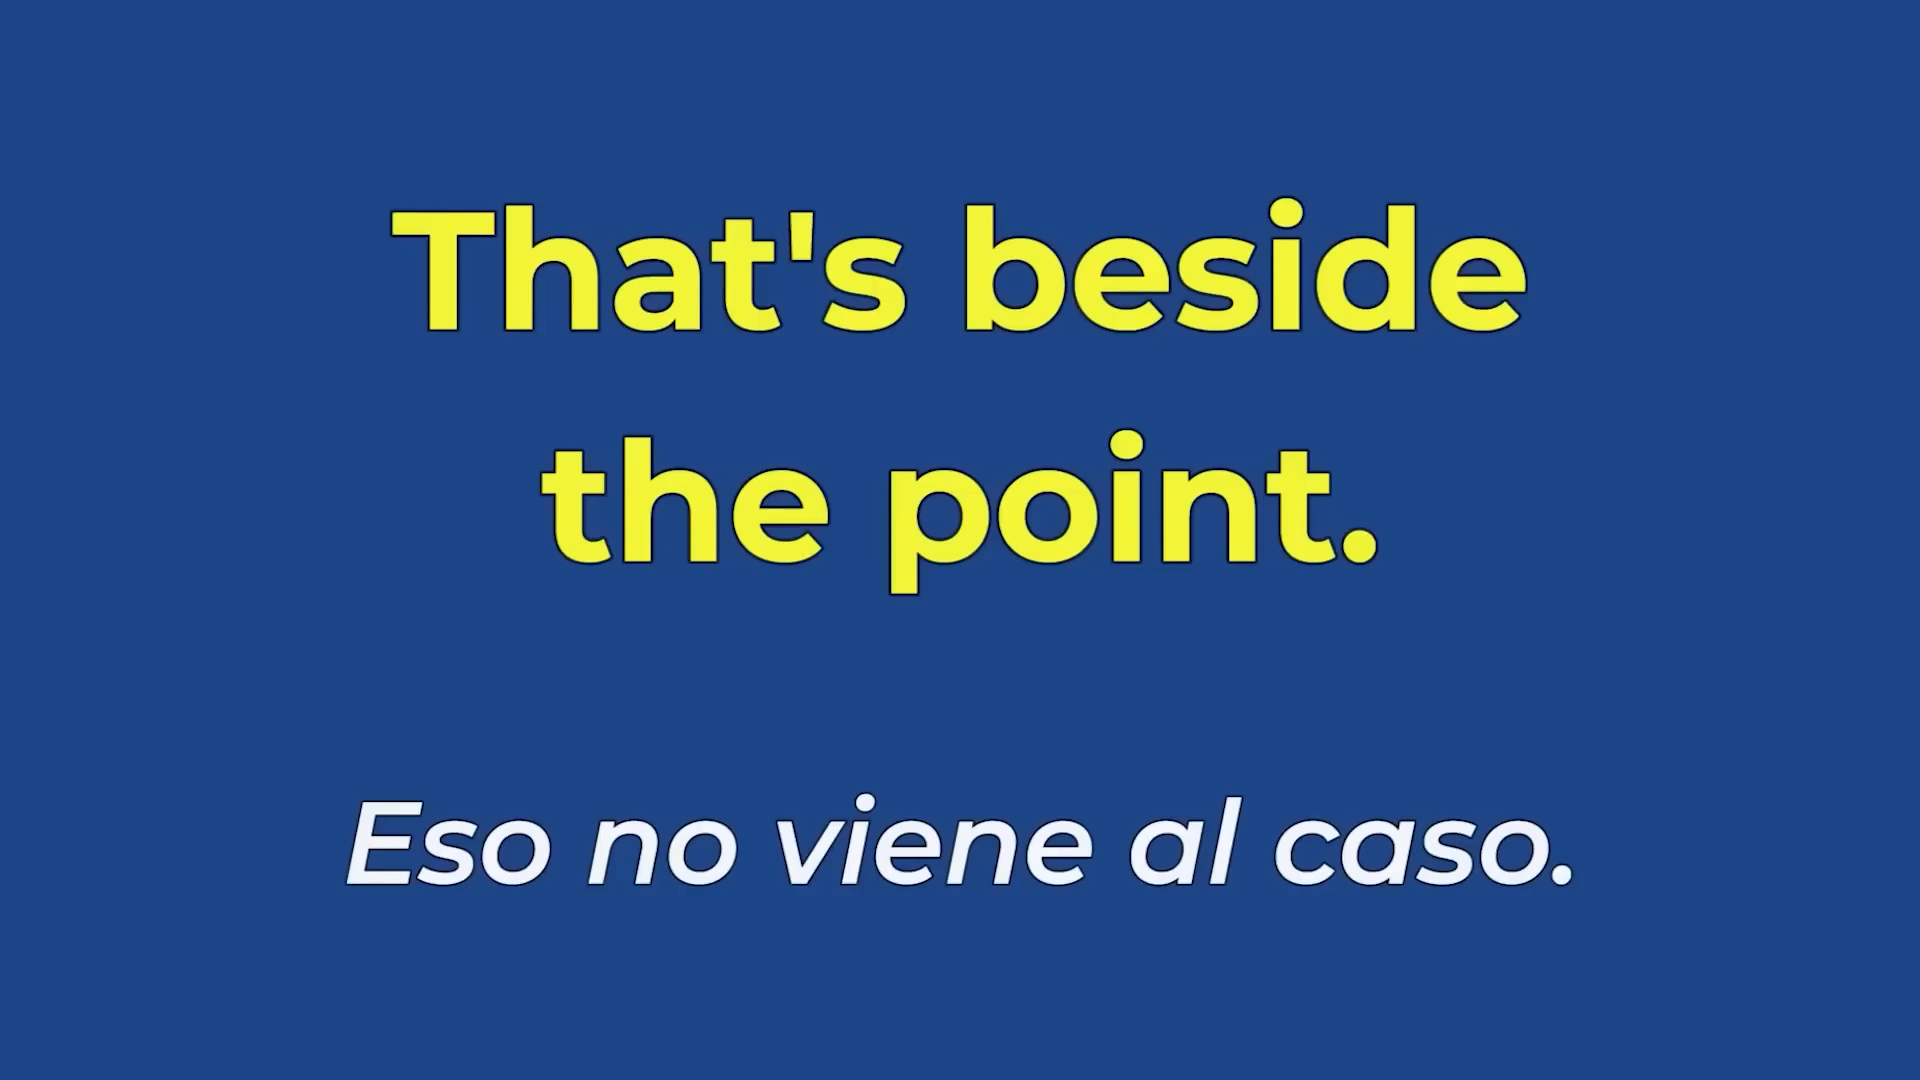 That's beside
the point.
Eso no viene al caso.